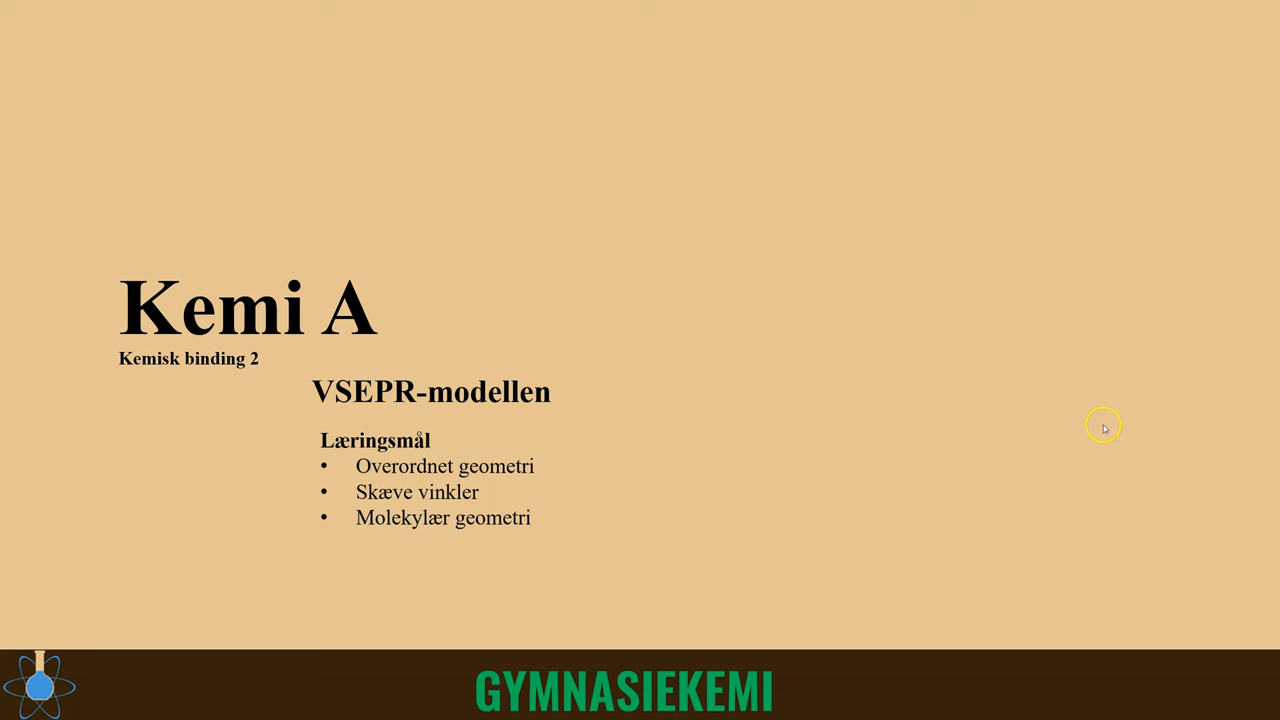 Kemi A
Kemisk binding 2
VSEPR-modellen
Læringsmål
• Overordnet geometri
• Skæve vinkler
• Molekylær geometri
GYMNASIEKEMI